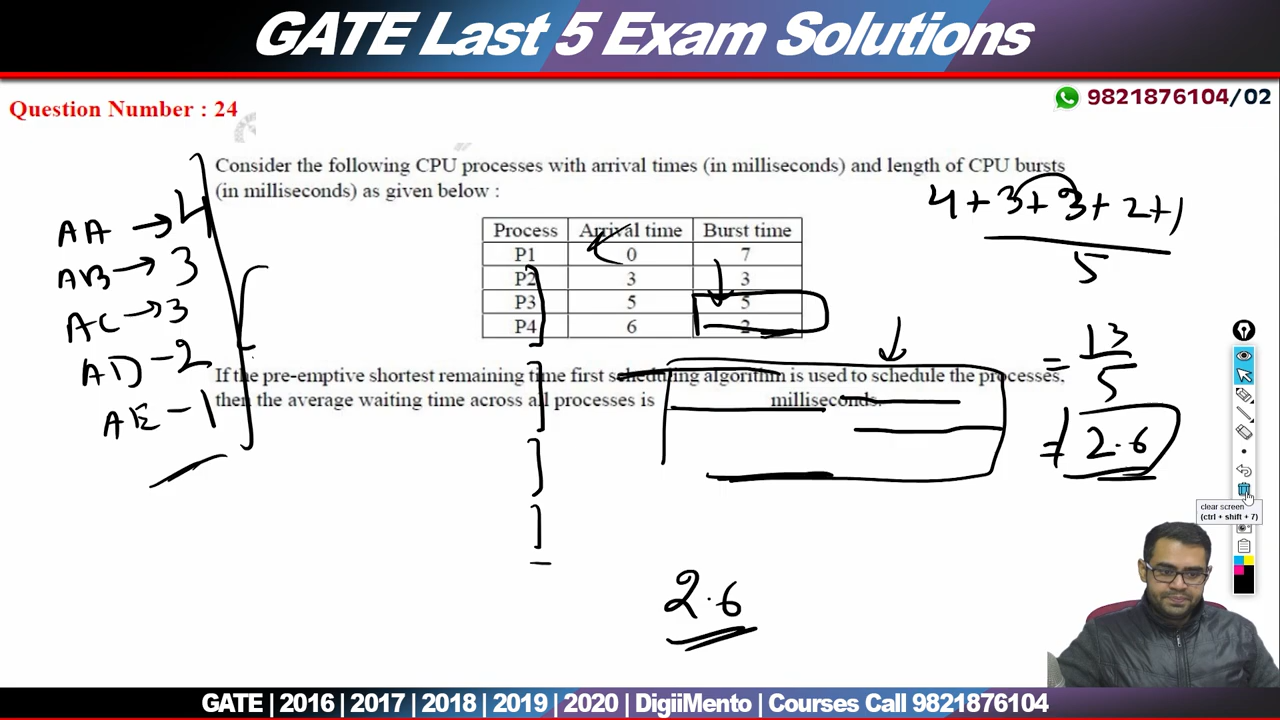 GATE Last 5 Exam Solutions
Question Number : 24
9821876104/02
Consider the following CPU processes with arrival times (in milliseconds) and length of CPU bursts
(in milliseconds) as given below :
Process Arrival time Burst time
P1 0 7
P2 3 3
P3 5 5
P4 6 2
If the pre-emptive shortest remaining time first scheduling algorithm is used to schedule the processes,
then the average waiting time across all processes is milliseconds.
AA → 4
AB → 3
AC → 3
AD - 2
AE - 1
4+3+3+2+1
5
= 13
5
= 2.6
2.6
clear screen
(ctrl + shift + 7)
GATE | 2016 | 2017 | 2018 | 2019 | 2020 | DigiiMento | Courses Call 9821876104